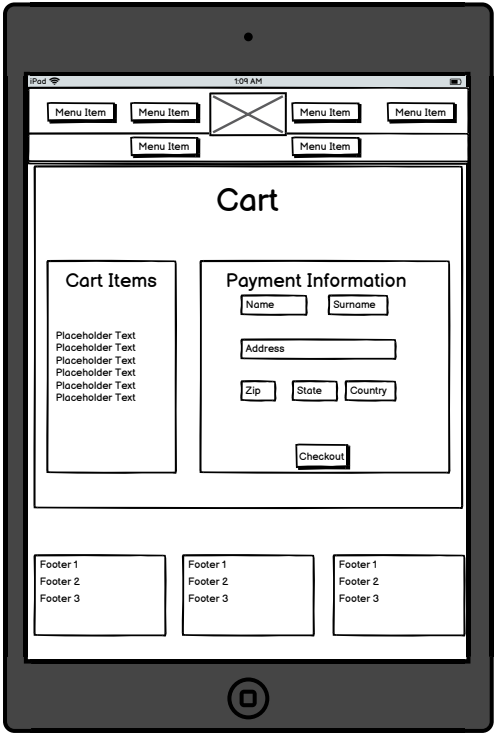 iPad 1:09 AM
Menu Item Menu Item Menu Item Menu Item
Menu Item Menu Item
Cart
Cart Items
Placeholder Text
Placeholder Text
Placeholder Text
Placeholder Text
Placeholder Text
Placeholder Text
Payment Information
Name Surname
Address
Zip State Country
Checkout
Footer 1
Footer 2
Footer 3
Footer 1
Footer 2
Footer 3
Footer 1
Footer 2
Footer 3